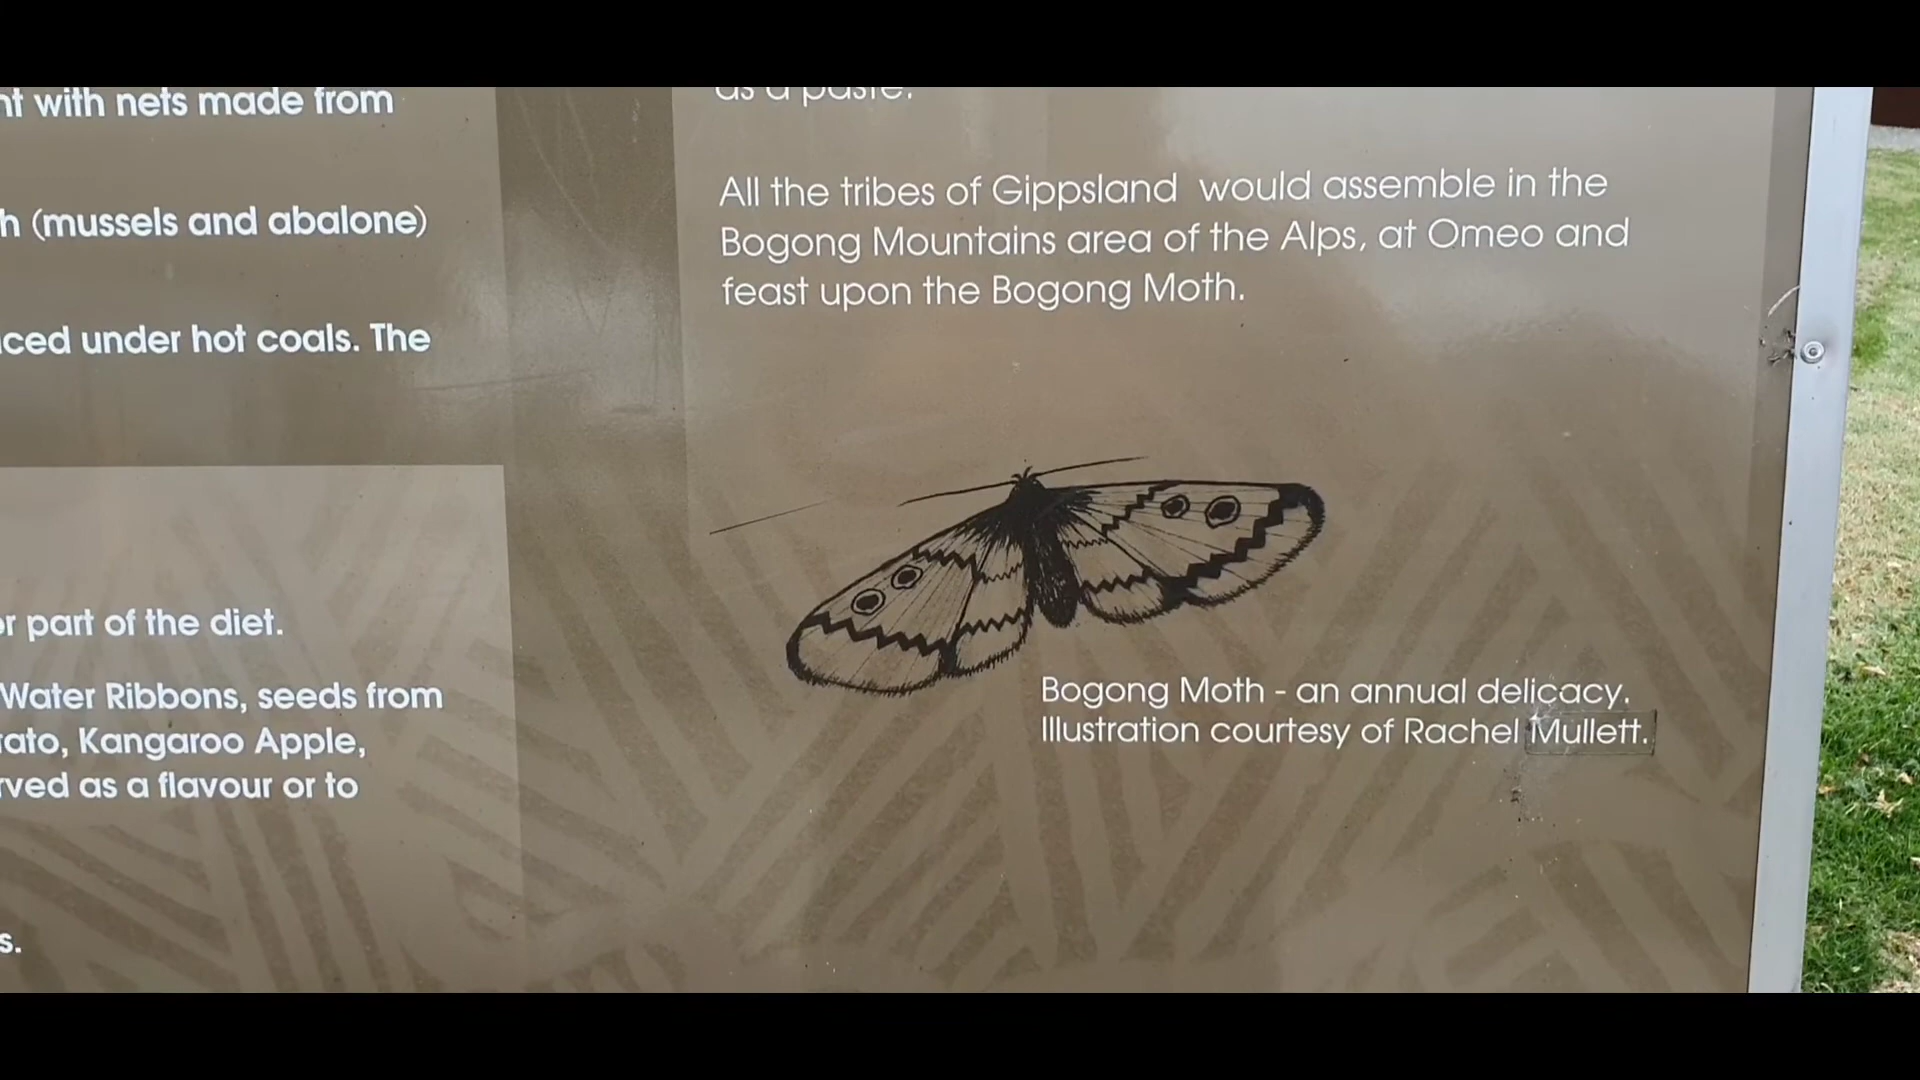 nt with nets made from
h (mussels and abalone)
ced under hot coals. The
r part of the diet.
Water Ribbons, seeds from
ato, Kangaroo Apple,
ved as a flavour or to
s.
as a paste.
All the tribes of Gippsland would assemble in the
Bogong Mountains area of the Alps, at Omeo and
feast upon the Bogong Moth.
Bogong Moth - an annual delicacy.
Illustration courtesy of Rachel Mullett.